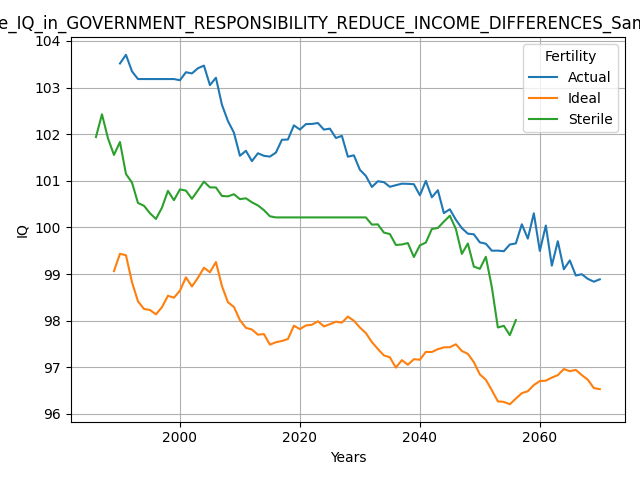 e_IQ_in_GOVERNMENT_RESPONSIBILITY_REDUCE_INCOME_DIFFERENCES_San
104
103
102
101
100
99
98
97
96
IQ
Fertility
Actual
Ideal
Sterile
2000
2020
2040
2060
Years